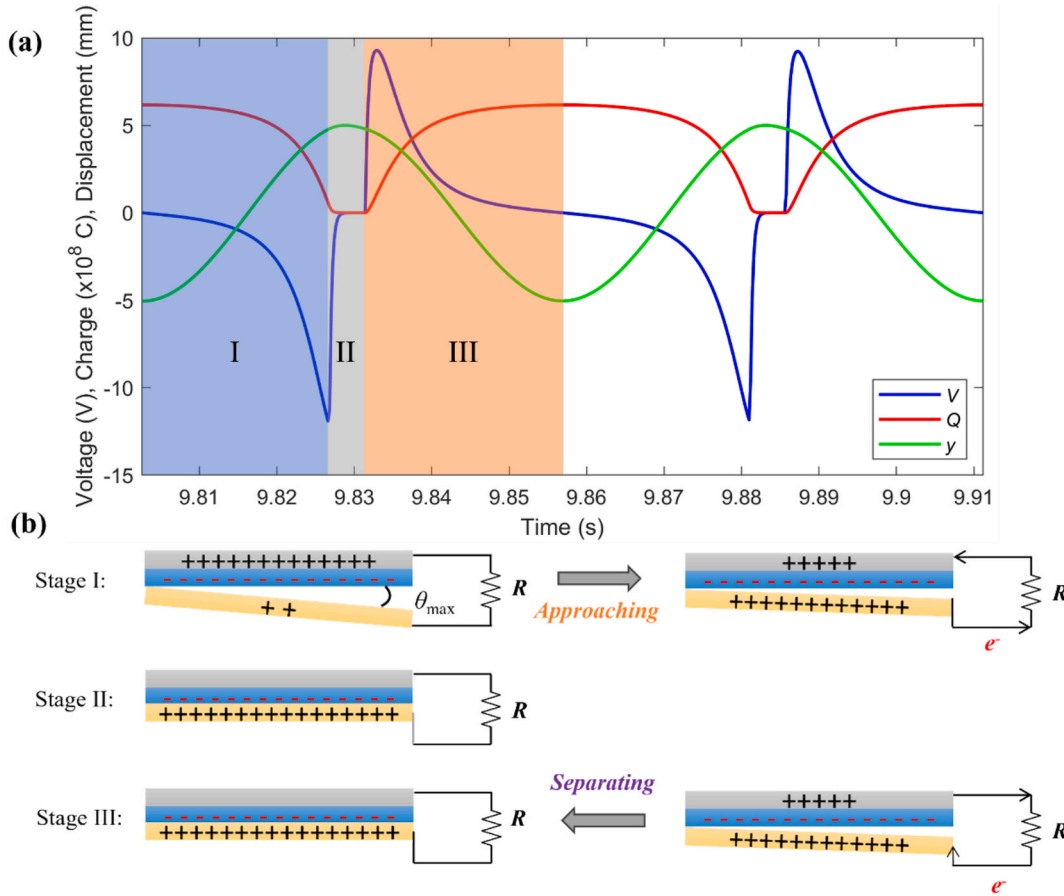 (a)
Voltage (V), Charge (x10⁸ C), Displacement (mm)
10
5
0
-5
-10
-15
I
II
III
V
Q
y
9.81 9.82 9.83 9.84 9.85 9.86 9.87 9.88 9.89 9.9 9.91
Time (s)
(b)
Stage I:
+++++++++++++
- - - - - - - - - - - - - -
+ +
θmax
R
Approaching
+++++
- - - - - - - - - - - - - -
++++++++++++
R
e-
Stage II:
- - - - - - - - - - - - - -
++++++++++++++++
R
Stage III:
- - - - - - - - - - - - - -
++++++++++++++++
R
Separating
+++++
- - - - - - - - - - - - - -
++++++++++++
R
e-